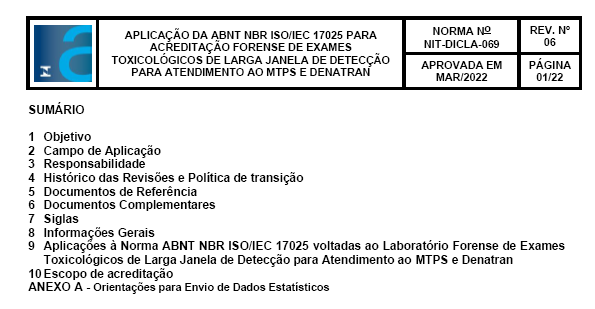 APLICAÇÃO DA ABNT NBR ISO/IEC 17025 PARA
ACREDITAÇÃO FORENSE DE EXAMES
TOXICOLÓGICOS DE LARGA JANELA DE DETECÇÃO
PARA ATENDIMENTO AO MTPS E DENATRAN
NORMA Nº
NIT-DICLA-069
REV. Nº
06
APROVADA EM
MAR/2022
PÁGINA
01/22
SUMÁRIO
1 Objetivo
2 Campo de Aplicação
3 Responsabilidade
4 Histórico das Revisões e Política de transição
5 Documentos de Referência
6 Documentos Complementares
7 Siglas
8 Informações Gerais
9 Aplicações à Norma ABNT NBR ISO/IEC 17025 voltadas ao Laboratório Forense de Exames
Toxicológicos de Larga Janela de Detecção para Atendimento ao MTPS e Denatran
10 Escopo de acreditação
ANEXO A - Orientações para Envio de Dados Estatísticos